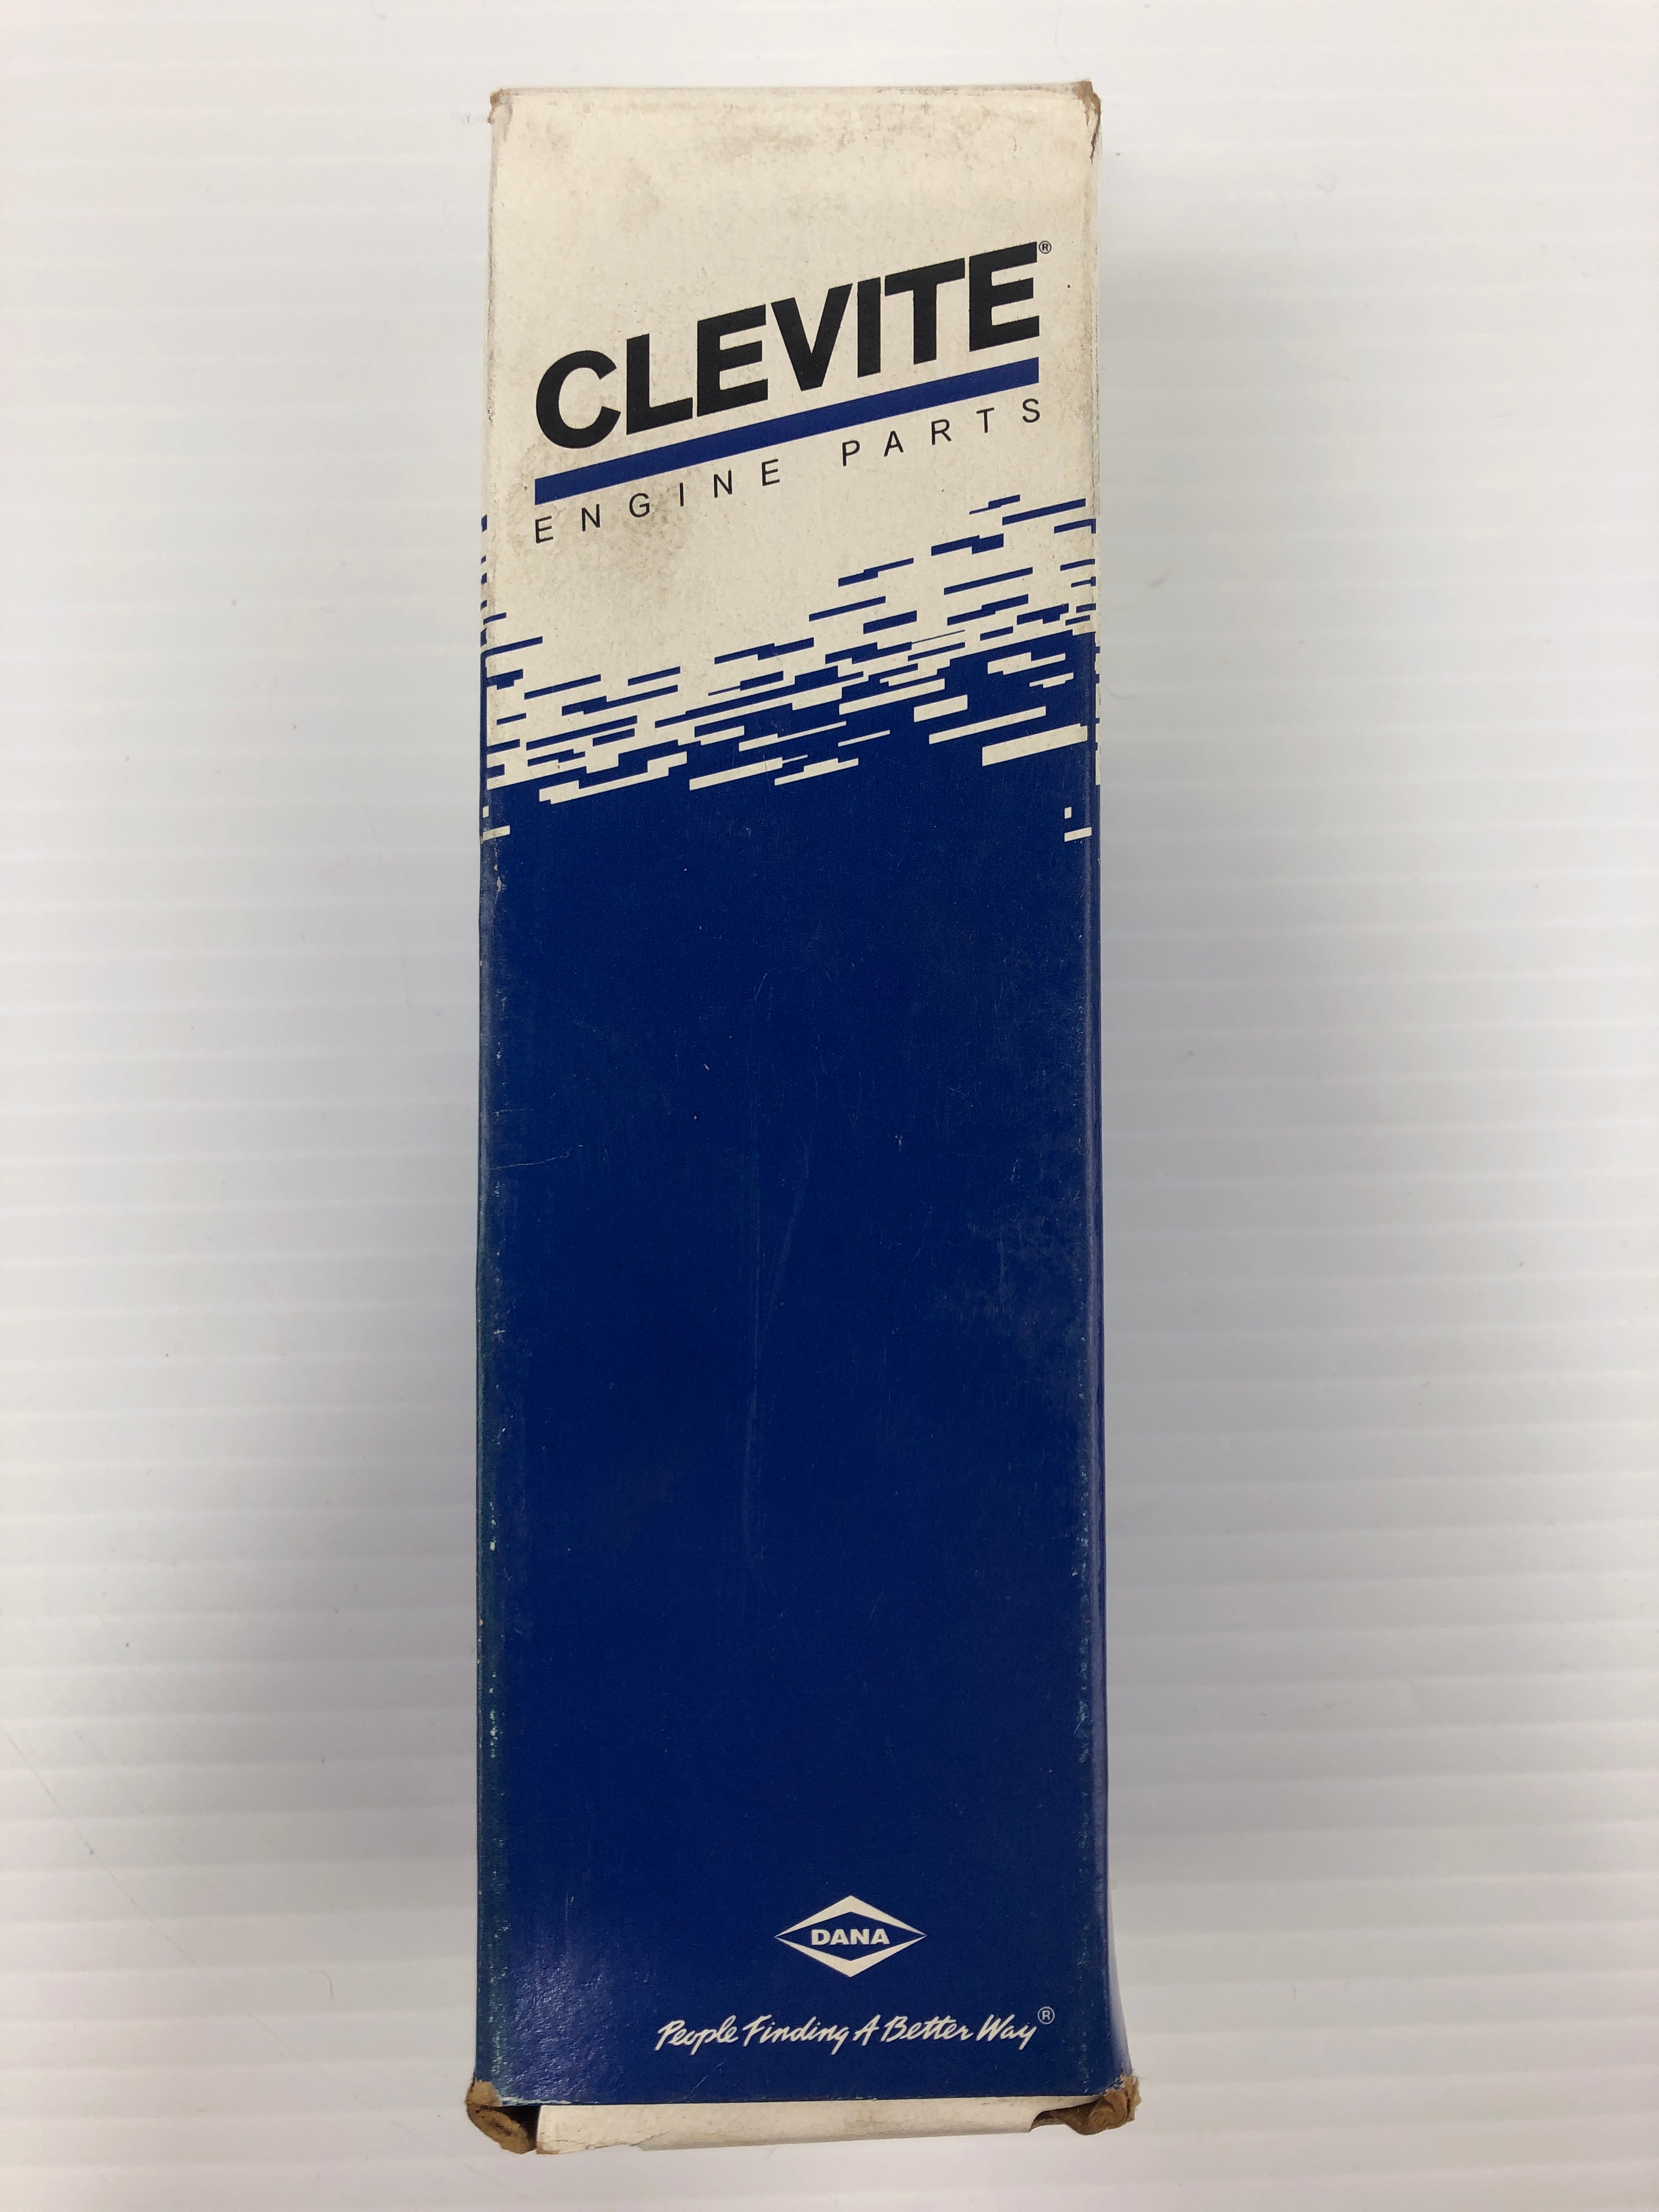 CLEVITE®
ENGINE PARTS
DANA
People Finding A Better Way®